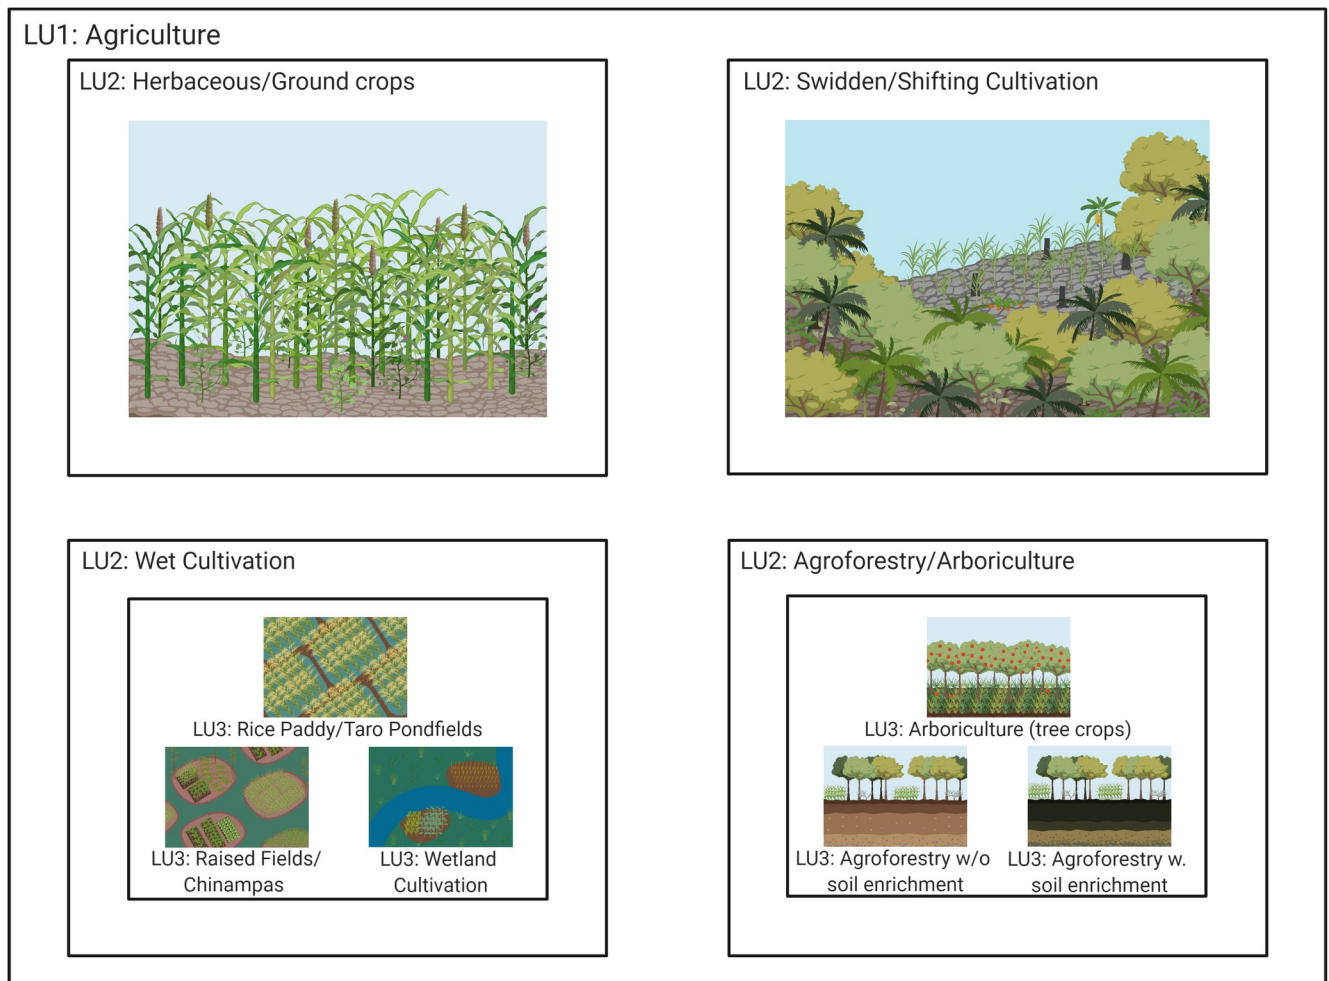 LU1: Agriculture
LU2: Herbaceous/Ground crops
LU2: Swidden/Shifting Cultivation
LU2: Wet Cultivation
LU3: Rice Paddy/Taro Pondfields
LU3: Raised Fields/
Chinampas
LU3: Wetland
Cultivation
LU2: Agroforestry/Arboriculture
LU3: Arboriculture (tree crops)
LU3: Agroforestry w/o
soil enrichment
LU3: Agroforestry w.
soil enrichment